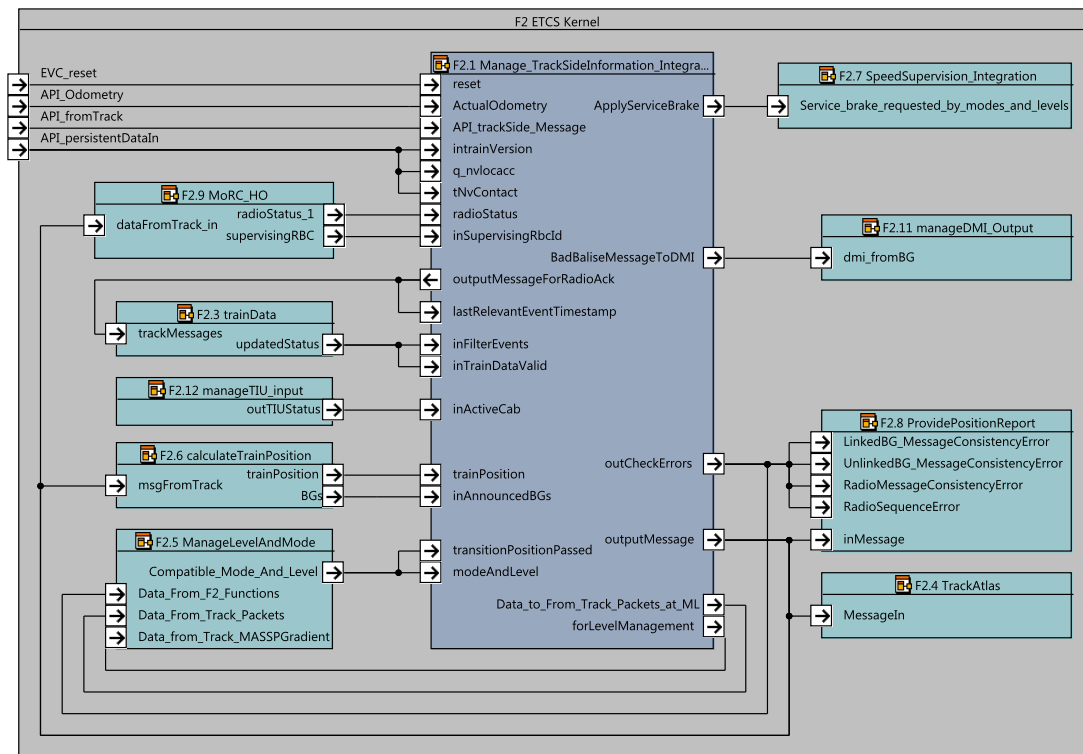 F2 ETCS Kernel
EVC_reset
API_Odometry
API_fromTrack
API_persistentDataIn
F2.1 Manage_TrackSideInformation_Integra...
reset
ActualOdometry
ApplyServiceBrake
API_trackSide_Message
intrainVersion
q_nvlocacc
tNvContact
radioStatus
inSupervisingRbcId
BadBaliseMessageToDMI
outputMessageForRadioAck
lastRelevantEventTimestamp
inFilterEvents
inTrainDataValid
inActiveCab
outCheckErrors
trainPosition
inAnnouncedBGs
outputMessage
transitionPositionPassed
modeAndLevel
Data_to_From_Track_Packets_at_ML
forLevelManagement
F2.7 SpeedSupervision_Integration
Service_brake_requested_by_modes_and_levels
F2.9 MoRC_HO
radioStatus_1
dataFromTrack_in
supervisingRBC
F2.11 manageDMI_Output
dmi_fromBG
F2.3 trainData
trackMessages
updatedStatus
F2.12 manageTIU_input
outTIUStatus
F2.6 calculateTrainPosition
trainPosition
msgFromTrack
BGs
F2.8 ProvidePositionReport
LinkedBG_MessageConsistencyError
UnlinkedBG_MessageConsistencyError
RadioMessageConsistencyError
RadioSequenceError
inMessage
F2.5 ManageLevelAndMode
Compatible_Mode_And_Level
Data_From_F2_Functions
Data_From_Track_Packets
Data_from_Track_MASSPGradient
F2.4 TrackAtlas
MessageIn